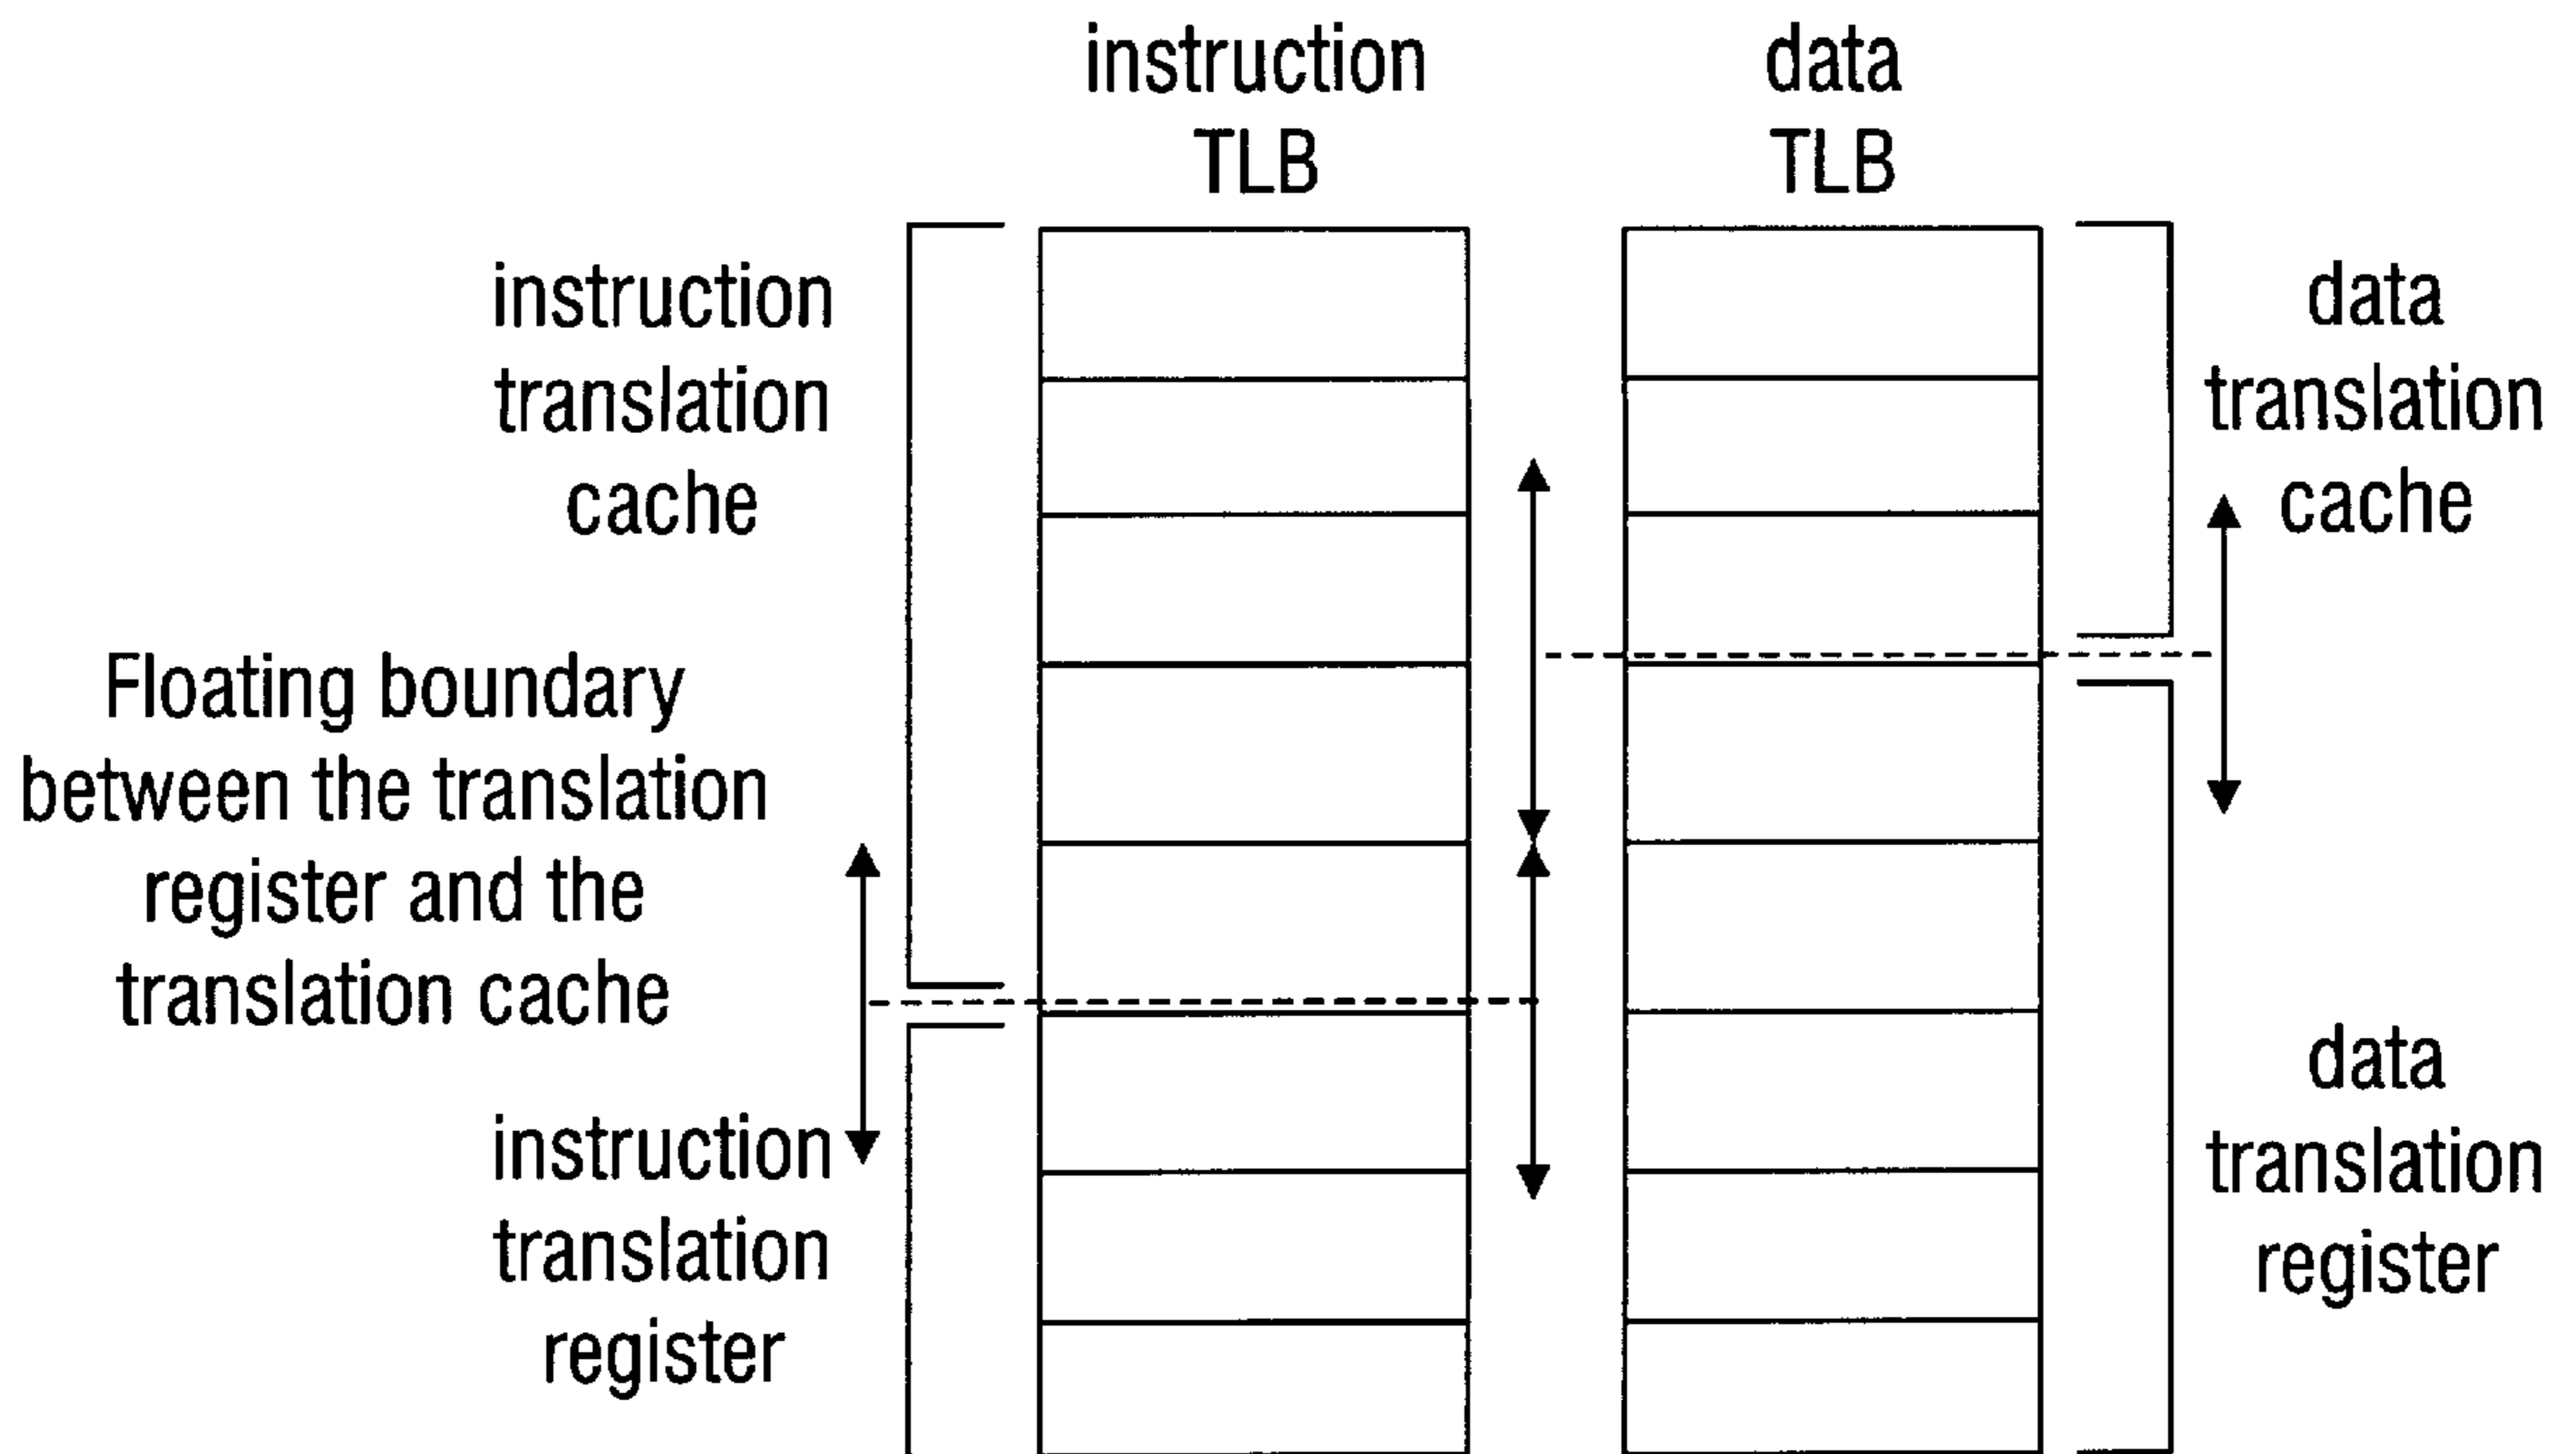 instruction
TLB
data
TLB
instruction
translation
cache
data
translation
cache
Floating boundary
between the translation
register and the
translation cache
instruction
translation
register
data
translation
register